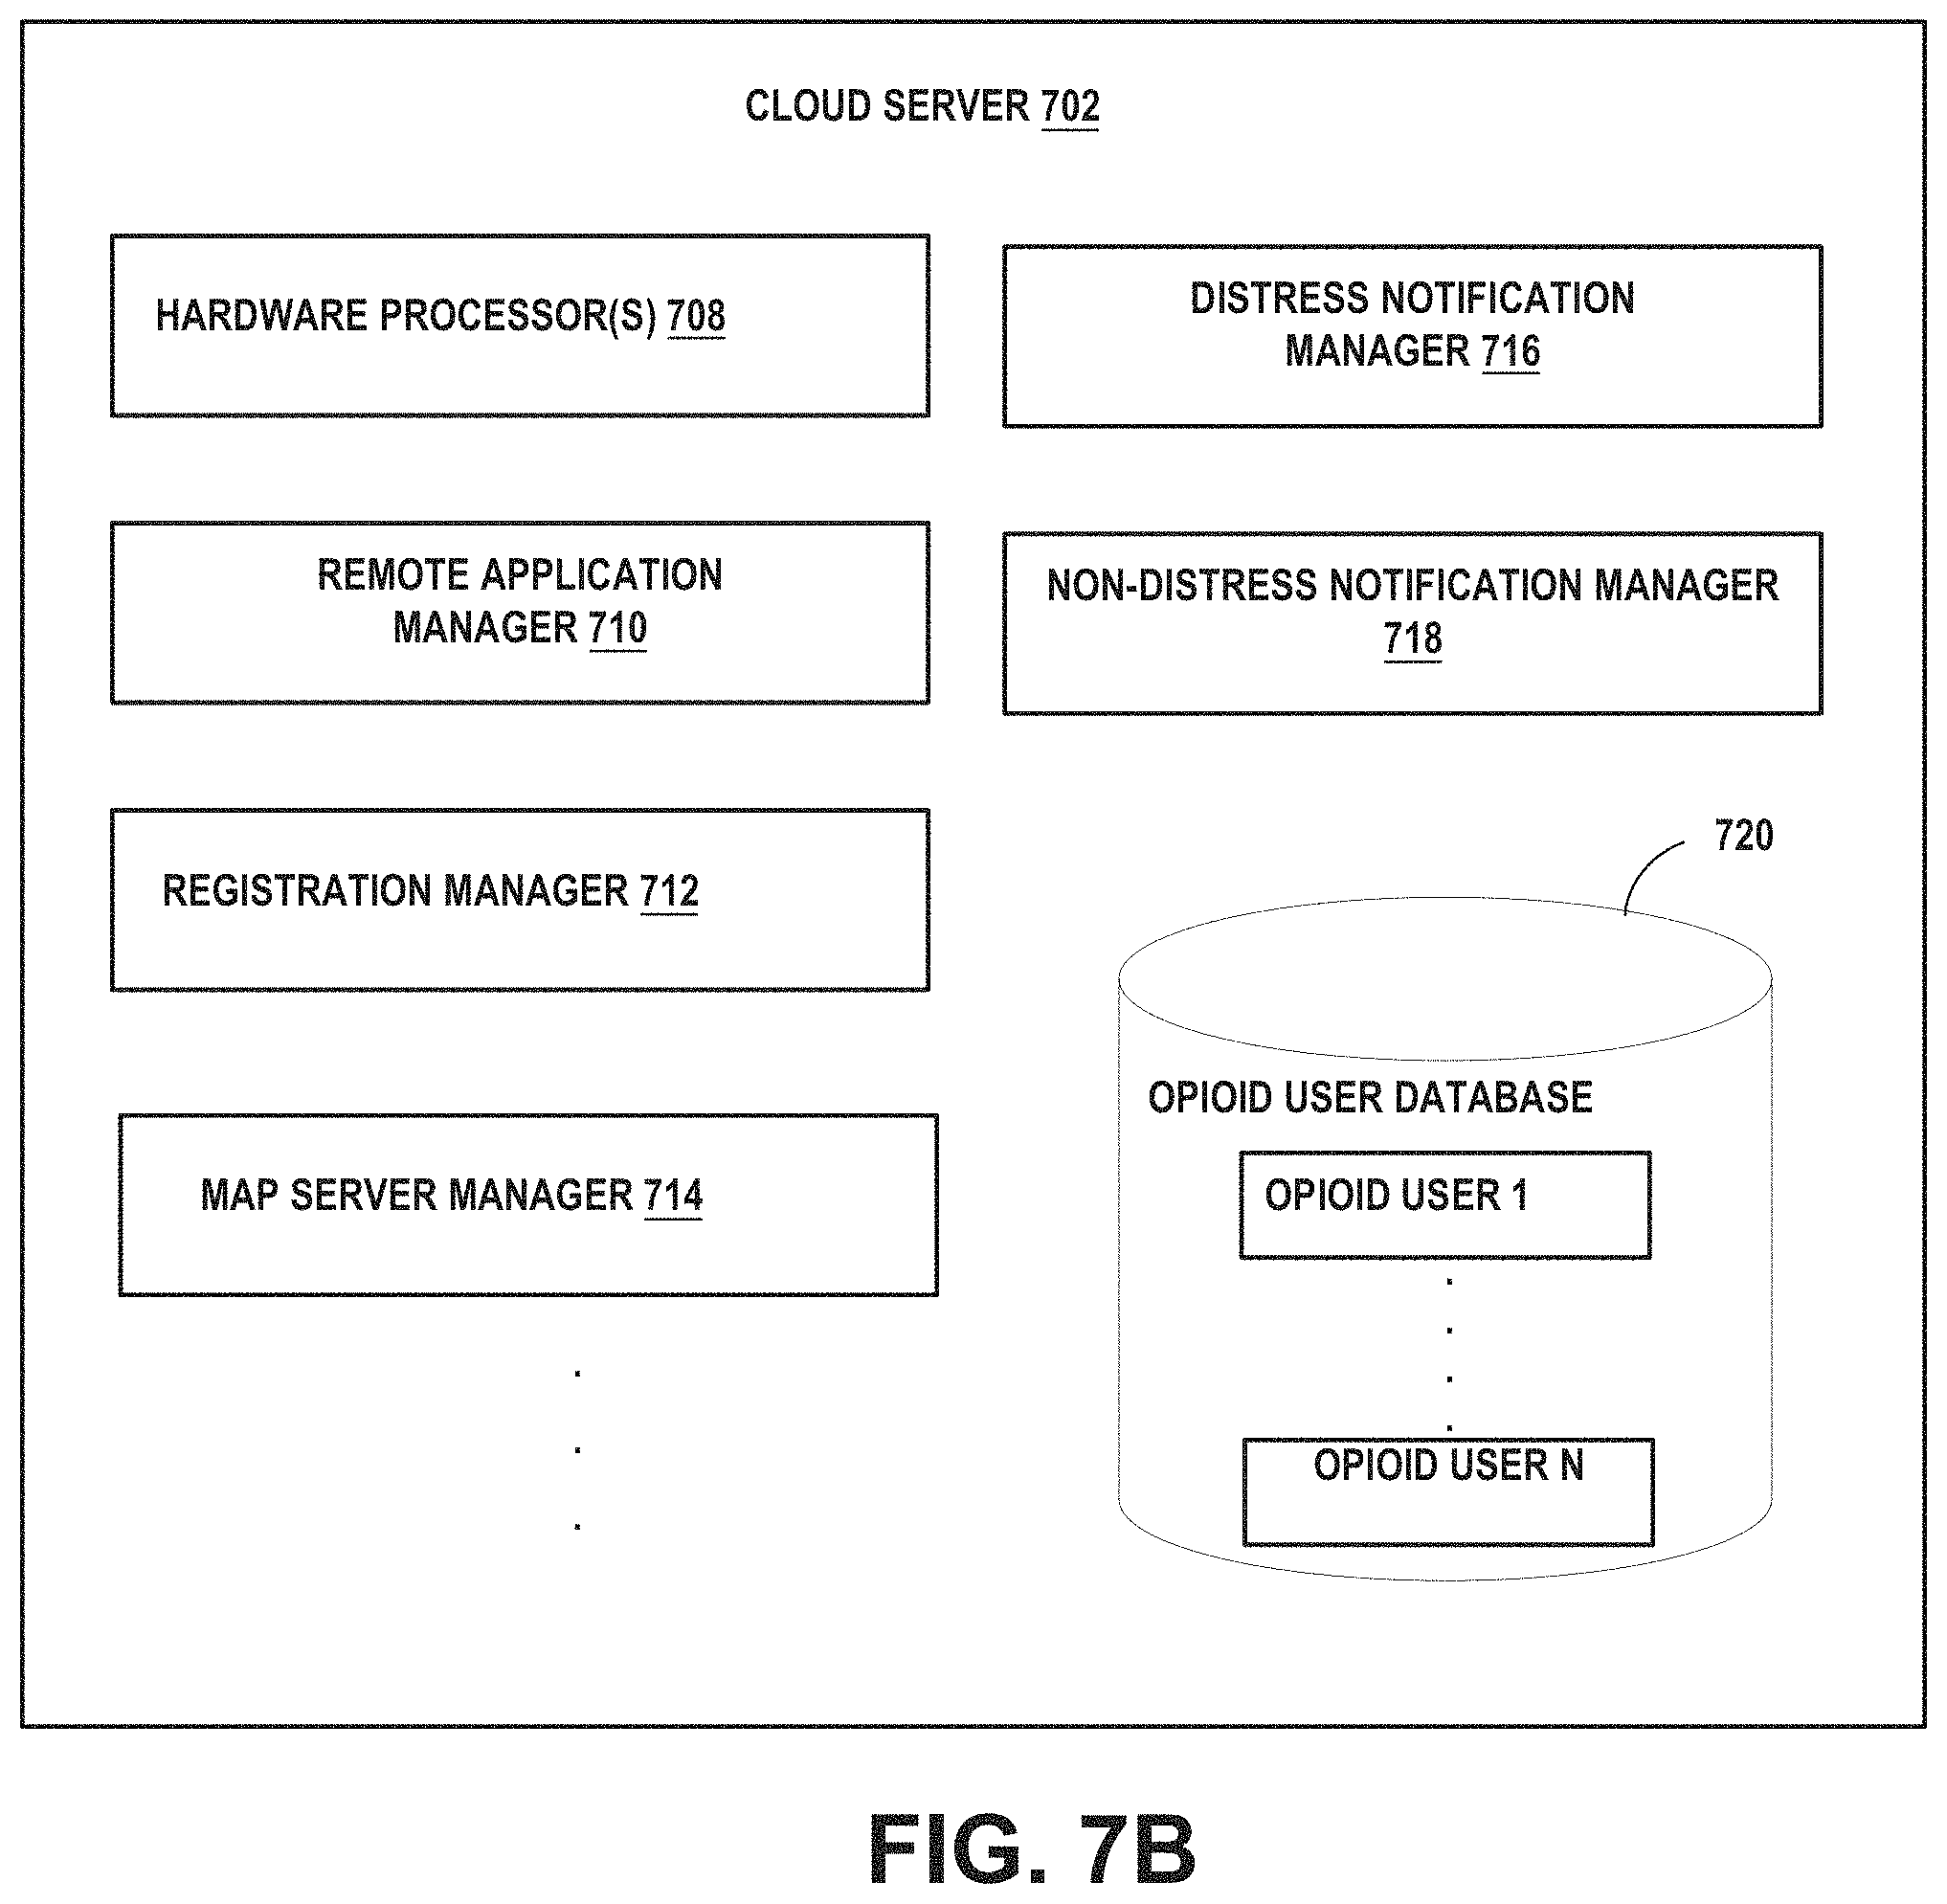 CLOUD SERVER 702
HARDWARE PROCESSOR(S) 708
REMOTE APPLICATION
MANAGER 710
REGISTRATION MANAGER 712
MAP SERVER MANAGER 714
DISTRESS NOTIFICATION
MANAGER 716
NON-DISTRESS NOTIFICATION MANAGER
718
720
OPIOID USER DATABASE
OPIOID USER 1
OPIOID USER N
FIG. 7B